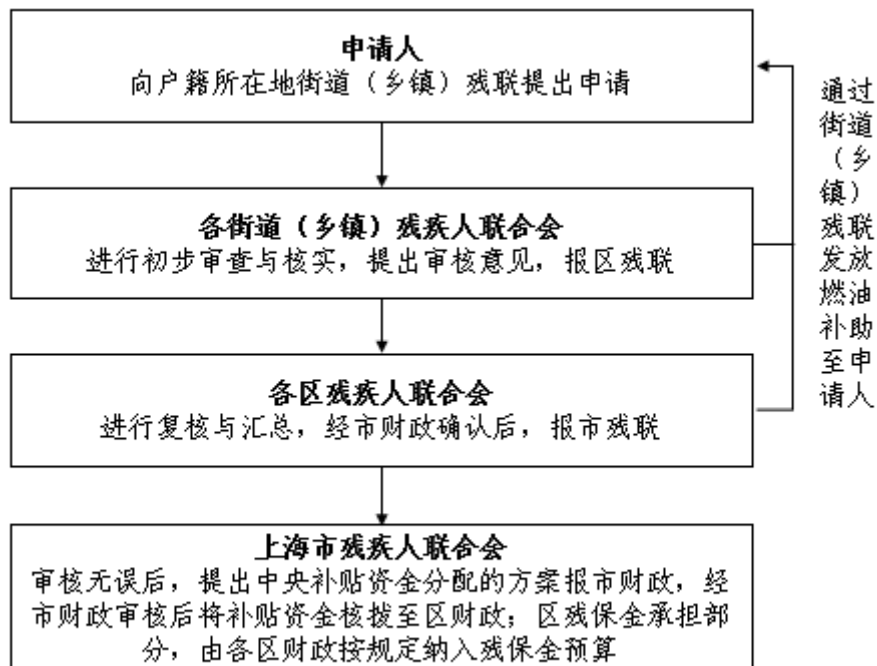 申请人
向户籍所在地街道（乡镇）残联提出申请
各街道（乡镇）残疾人联合会
进行初步审查与核实，提出审核意见，报区残联
各区残疾人联合会
进行复核与汇总，经市财政确认后，报市残联
上海市残疾人联合会
审核无误后，提出中央补贴资金分配的方案报市财政，经
市财政审核后将补贴资金核拨至区财政；区残保金承担部
分，由各区财政按规定纳入残保金预算
通过
街道
（乡
镇）
残联
发放
燃油
补助
至申
请人